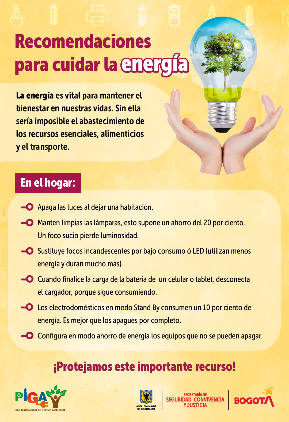 Recomendaciones
para cuidar la energía
La energía es vital para mantener el
bienestar en nuestras vidas. Sin ella
sería imposible el abastecimiento de
los recursos esenciales, alimenticios
y el transporte.
En el hogar:
Apaga las luces al dejar una habitación.
Manten limpias las lámparas, esto supone un ahorro del 20 por ciento.
Un foco sucio pierde luminosidad.
Sustituye focos incandescentes por bajo consumo ó LED (utilizan menos
energía y duran mucho más).
Cuando finalice la carga de la batería de un celular o tablet, desconecta
el cargador, porque sigue consumiendo.
Los electrodomésticos en modo Stand By consumen un 10 por ciento de
energía. Es mejor que los apagues por completo.
Configura en modo ahorro de energía los equipos que no se pueden apagar.
¡Protejamos este importante recurso!
PIGA
SECRETARÍA DE
SEGURIDAD, CONVIVENCIA
Y JUSTICIA
BOGOTÁ